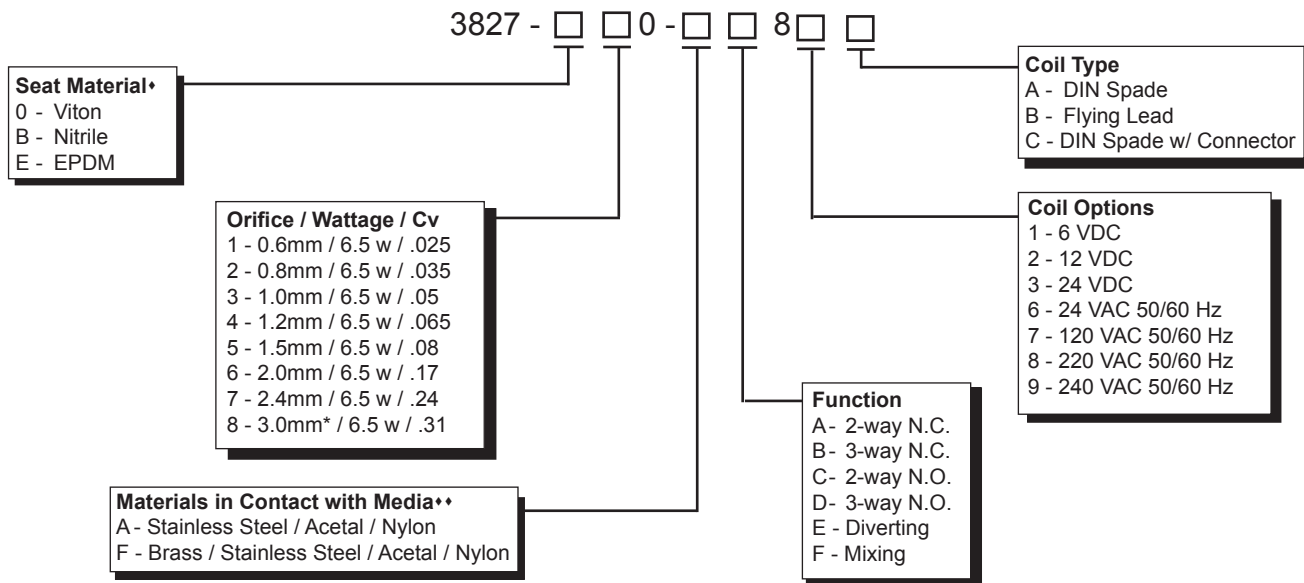 3827 - □ □ 0 - □ □ 8 □ □
Seat Material♦
0 - Viton
B - Nitrile
E - EPDM
Coil Type
A - DIN Spade
B - Flying Lead
C - DIN Spade w/ Connector
Orifice / Wattage / Cv
1 - 0.6mm / 6.5 w / .025
2 - 0.8mm / 6.5 w / .035
3 - 1.0mm / 6.5 w / .05
4 - 1.2mm / 6.5 w / .065
5 - 1.5mm / 6.5 w / .08
6 - 2.0mm / 6.5 w / .17
7 - 2.4mm / 6.5 w / .24
8 - 3.0mm* / 6.5 w / .31
Coil Options
1 - 6 VDC
2 - 12 VDC
3 - 24 VDC
6 - 24 VAC 50/60 Hz
7 - 120 VAC 50/60 Hz
8 - 220 VAC 50/60 Hz
9 - 240 VAC 50/60 Hz
Function
A- 2-way N.C.
B- 3-way N.C.
C- 2-way N.O.
D- 3-way N.O.
E - Diverting
F - Mixing
Materials in Contact with Media♦♦
A - Stainless Steel / Acetal / Nylon
F - Brass / Stainless Steel / Acetal / Nylon